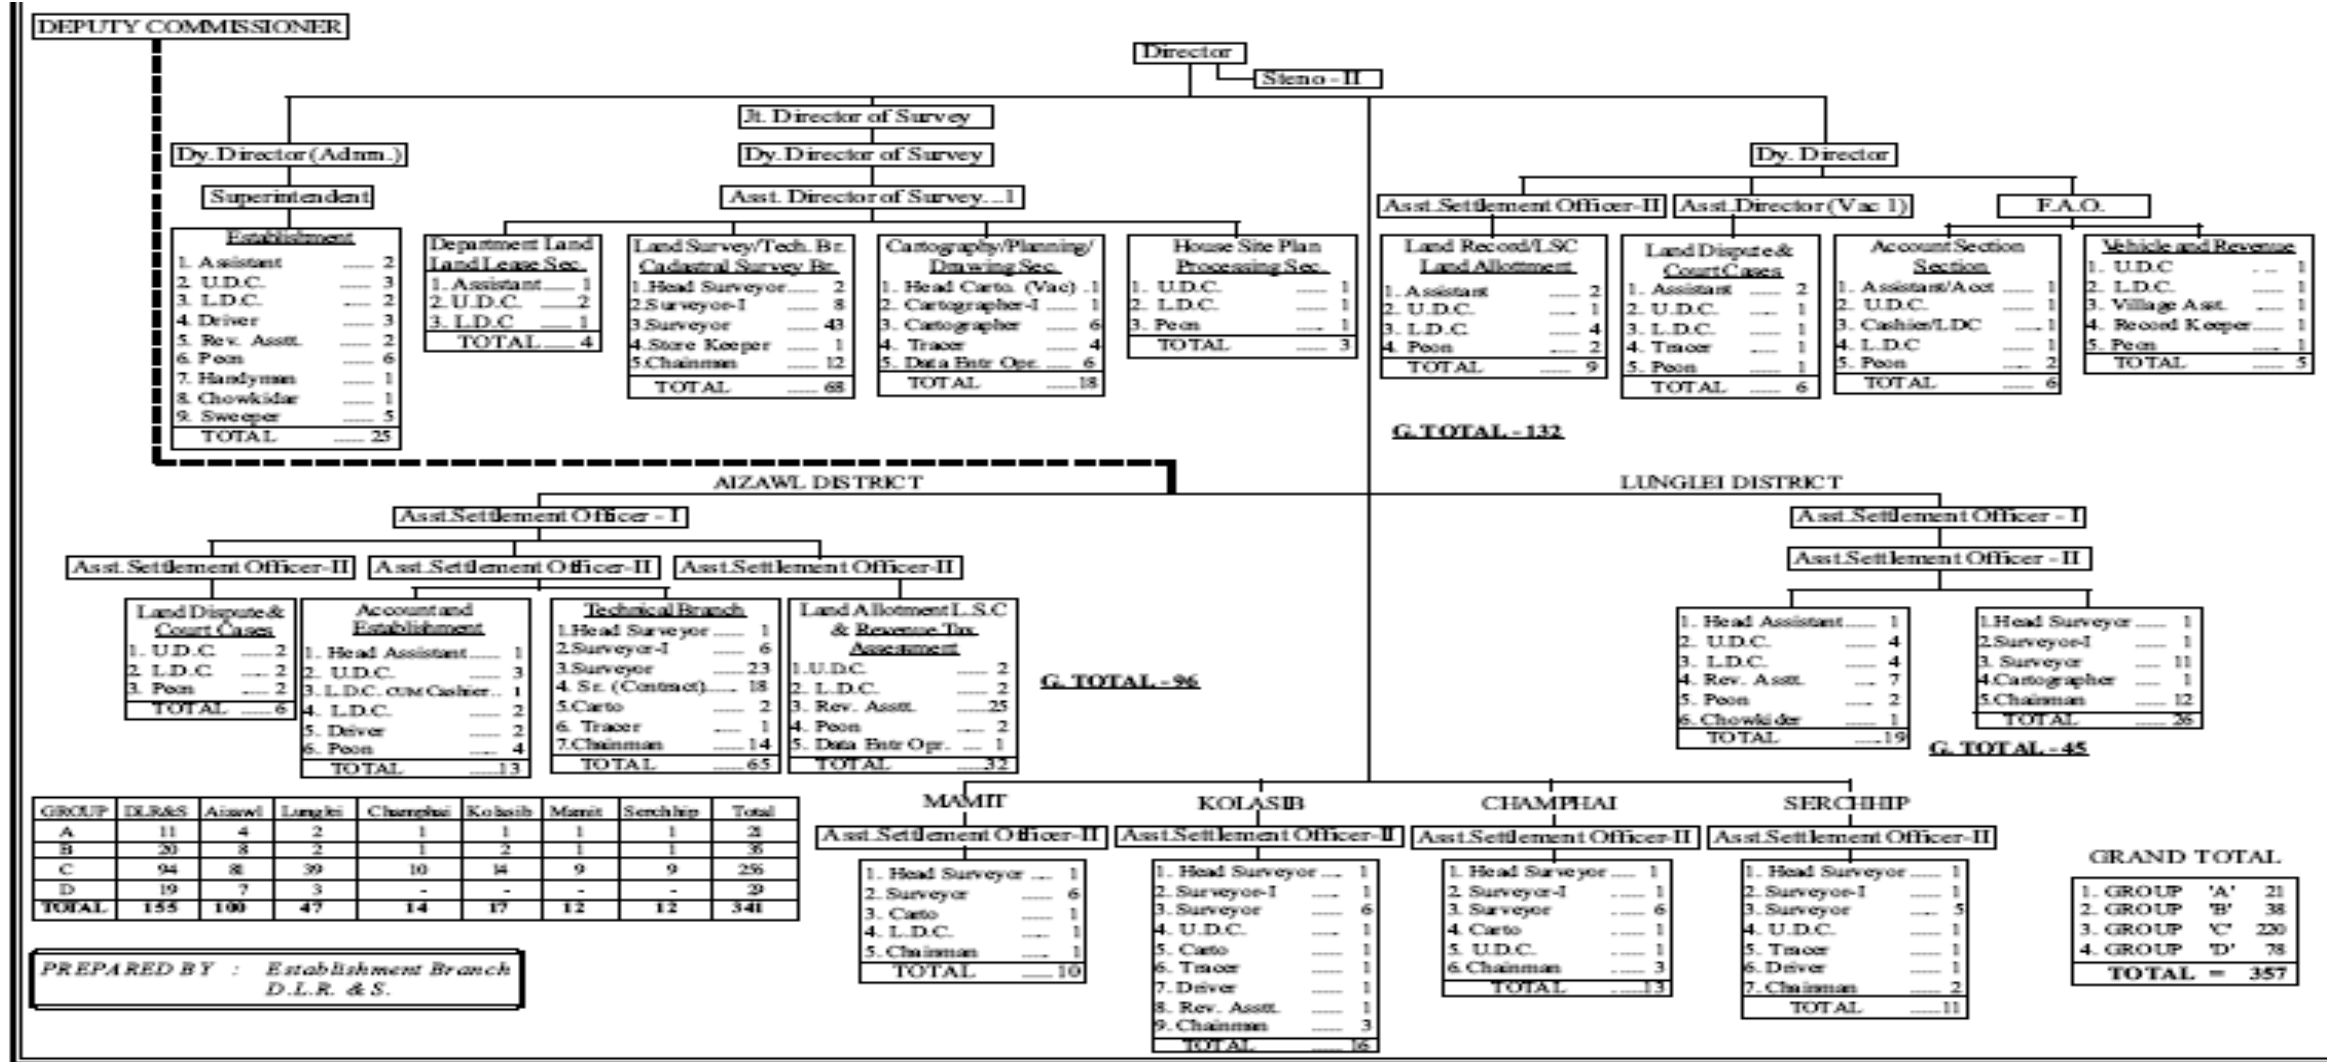 DEPUTY COMMISSIONER
Director
Steno - II
Jt. Director of Survey
Dy. Director (Adnm.)
Dy. Director of Survey
Dy. Director
Superintendent
Asst. Director of Survey...1
Asst.Settlement Officer-II
Asst.Director (Vac 1)
F.A.O.
Establishment
1. Assistant ...... 2
2. U.D.C. ...... 3
3. L.D.C. ...... 2
4. Driver ...... 3
5. Rev. Asstt. ...... 2
6. Peon ...... 6
7. Handyman ...... 1
8. Chowkidar ...... 1
9. Sweeper ...... 5
TOTAL ...... 25
Department Land
Land Lease Sec.
1. Assistant ...... 1
2. U.D.C. ...... 2
3. L.D.C ...... 1
TOTAL ...... 4
Land Survey/Tech. Br.
Cadastral Survey Br.
1.Head Surveyor ...... 2
2.Surveyor-I ...... 8
3.Surveyor ...... 43
4.Store Keeper ...... 1
5.Chainman ...... 12
TOTAL ...... 68
Cartography/Planning/
Drawing Sec.
1. Head Carto. (Vac) .1
2. Cartographer-I ...... 1
3. Cartographer ...... 6
4. Tracer ...... 4
5. Data Entr Opr. ...... 6
TOTAL ......18
House Site Plan
Processing Sec.
1. U.D.C. ...... 1
2. L.D.C. ...... 1
3. Peon ...... 1
TOTAL ...... 3
Land Record/LSC
Land Allottment
1. Assistant ...... 2
2. U.D.C. ...... 1
3. L.D.C. ...... 4
4. Peon ...... 2
TOTAL ...... 9
Land Dispute &
Court Cases
1. Assistant ...... 2
2. U.D.C. ...... 1
3. L.D.C. ...... 1
4. Tracer ...... 1
5. Peon ...... 1
TOTAL ...... 6
Account Section
Section
1. Assistant/Acct ...... 1
2. U.D.C. ...... 1
3. Cashier/LDC ...... 1
4. L.D.C ...... 1
5. Peon ...... 2
TOTAL ...... 6
Vehicle and Revenue
1. U.D.C ...... 1
2. L.D.C. ...... 1
3. Village Asst. ...... 1
4. Record Keeper ...... 1
5. Peon ...... 1
TOTAL ...... 5
G. TOTAL - 132
AIZAWL DISTRICT
Asst.Settlement Officer - I
Asst.Settlement Officer-II
Asst.Settlement Officer-II
Asst.Settlement Officer-II
Land Dispute &
Court Cases
1. U.D.C. ...... 2
2. L.D.C. ...... 2
3. Peon ...... 2
TOTAL ...... 6
Account and
Establishment
1. Head Assistant ...... 1
2. U.D.C. ...... 3
3. L.D.C. CUM Cashier.. 1
4. L.D.C. ...... 2
5. Driver ...... 2
6. Peon ...... 4
TOTAL ......13
Technical Branch
1.Head Surveyor ...... 1
2.Surveyor-I ...... 6
3.Surveyor ...... 23
4. Sr. (Contract) ...... 18
5.Carto ...... 2
6. Tracer ...... 1
7.Chainman ...... 14
TOTAL ...... 65
Land Allotment L.S.C
& Revenue Tax
Assessment
1.U.D.C. ...... 2
2. L.D.C. ...... 2
3. Rev. Asstt. ......25
4. Peon ...... 2
5. Data Entr Opr. ... 1
TOTAL ......32
G. TOTAL - 96
LUNGLEI DISTRICT
Asst.Settlement Officer - I
Asst.Settlement Officer - II
1. Head Assistant ...... 1
2. U.D.C. ...... 4
3. L.D.C. ...... 4
4. Rev. Asstt. ...... 7
5. Peon ...... 2
6. Chowkider ...... 1
TOTAL ......19
1.Head Surveyor ...... 1
2.Surveyor-I ...... 1
3. Surveyor ...... 11
4.Cartographer ...... 1
5.Chainman ...... 12
TOTAL ...... 26
G. TOTAL - 45
GROUP DLR&S Aizawl Lunglei Champhai Kolasib Mamit Serchhip Total
A 11 4 2 1 1 1 1 21
B 20 8 2 1 2 1 1 35
C 94 81 39 10 14 9 9 256
D 19 7 3 - - - - 29
TOTAL 155 100 47 14 17 12 12 341
PREPARED BY : Establishment Branch
D.L.R. & S.
MAMIT
Asst.Settlement Officer-II
1. Head Surveyor .... 1
2. Surveyor 6
3. Carto ...... 1
4. L.D.C. ...... 1
5. Chainman ...... 1
TOTAL ......10
KOLASIB
Asst.Settlement Officer-II
1. Head Surveyor .... 1
2. Surveyor-I ...... 1
3. Surveyor ...... 6
4. U.D.C. ...... 1
5. Carto ...... 1
6. Tracer ...... 1
7. Driver ...... 1
8. Rev. Asstt. ...... 1
9. Chainman ...... 3
TOTAL ...... 16
CHAMPHAI
Asst.Settlement Officer-II
1. Head Surveyor ...... 1
2. Surveyor-I ...... 1
3. Surveyor ...... 6
4. Carto ...... 1
5. U.D.C. ...... 1
6. Chainman ...... 3
TOTAL ......13
SERCHHIP
Asst.Settlement Officer-II
1. Head Surveyor ...... 1
2. Surveyor-I ...... 1
3. Surveyor ...... 5
4. U.D.C. ...... 1
5. Tracer ...... 1
6. Driver ...... 1
7. Chainman ...... 2
TOTAL ......11
GRAND TOTAL
1. GROUP 'A' 21
2. GROUP 'B' 38
3. GROUP 'C' 220
4. GROUP 'D' 78
TOTAL = 357